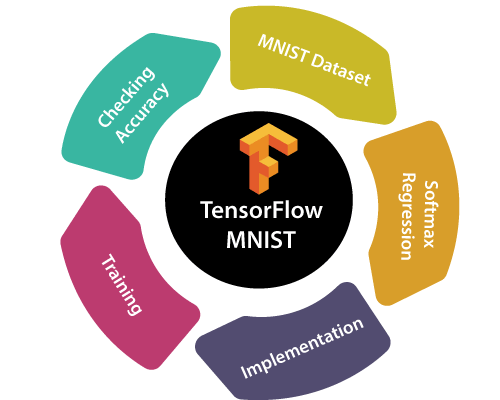 TensorFlow
MNIST
MNIST Dataset
Softmax
Regression
Implementation
Training
Checking
Accuracy